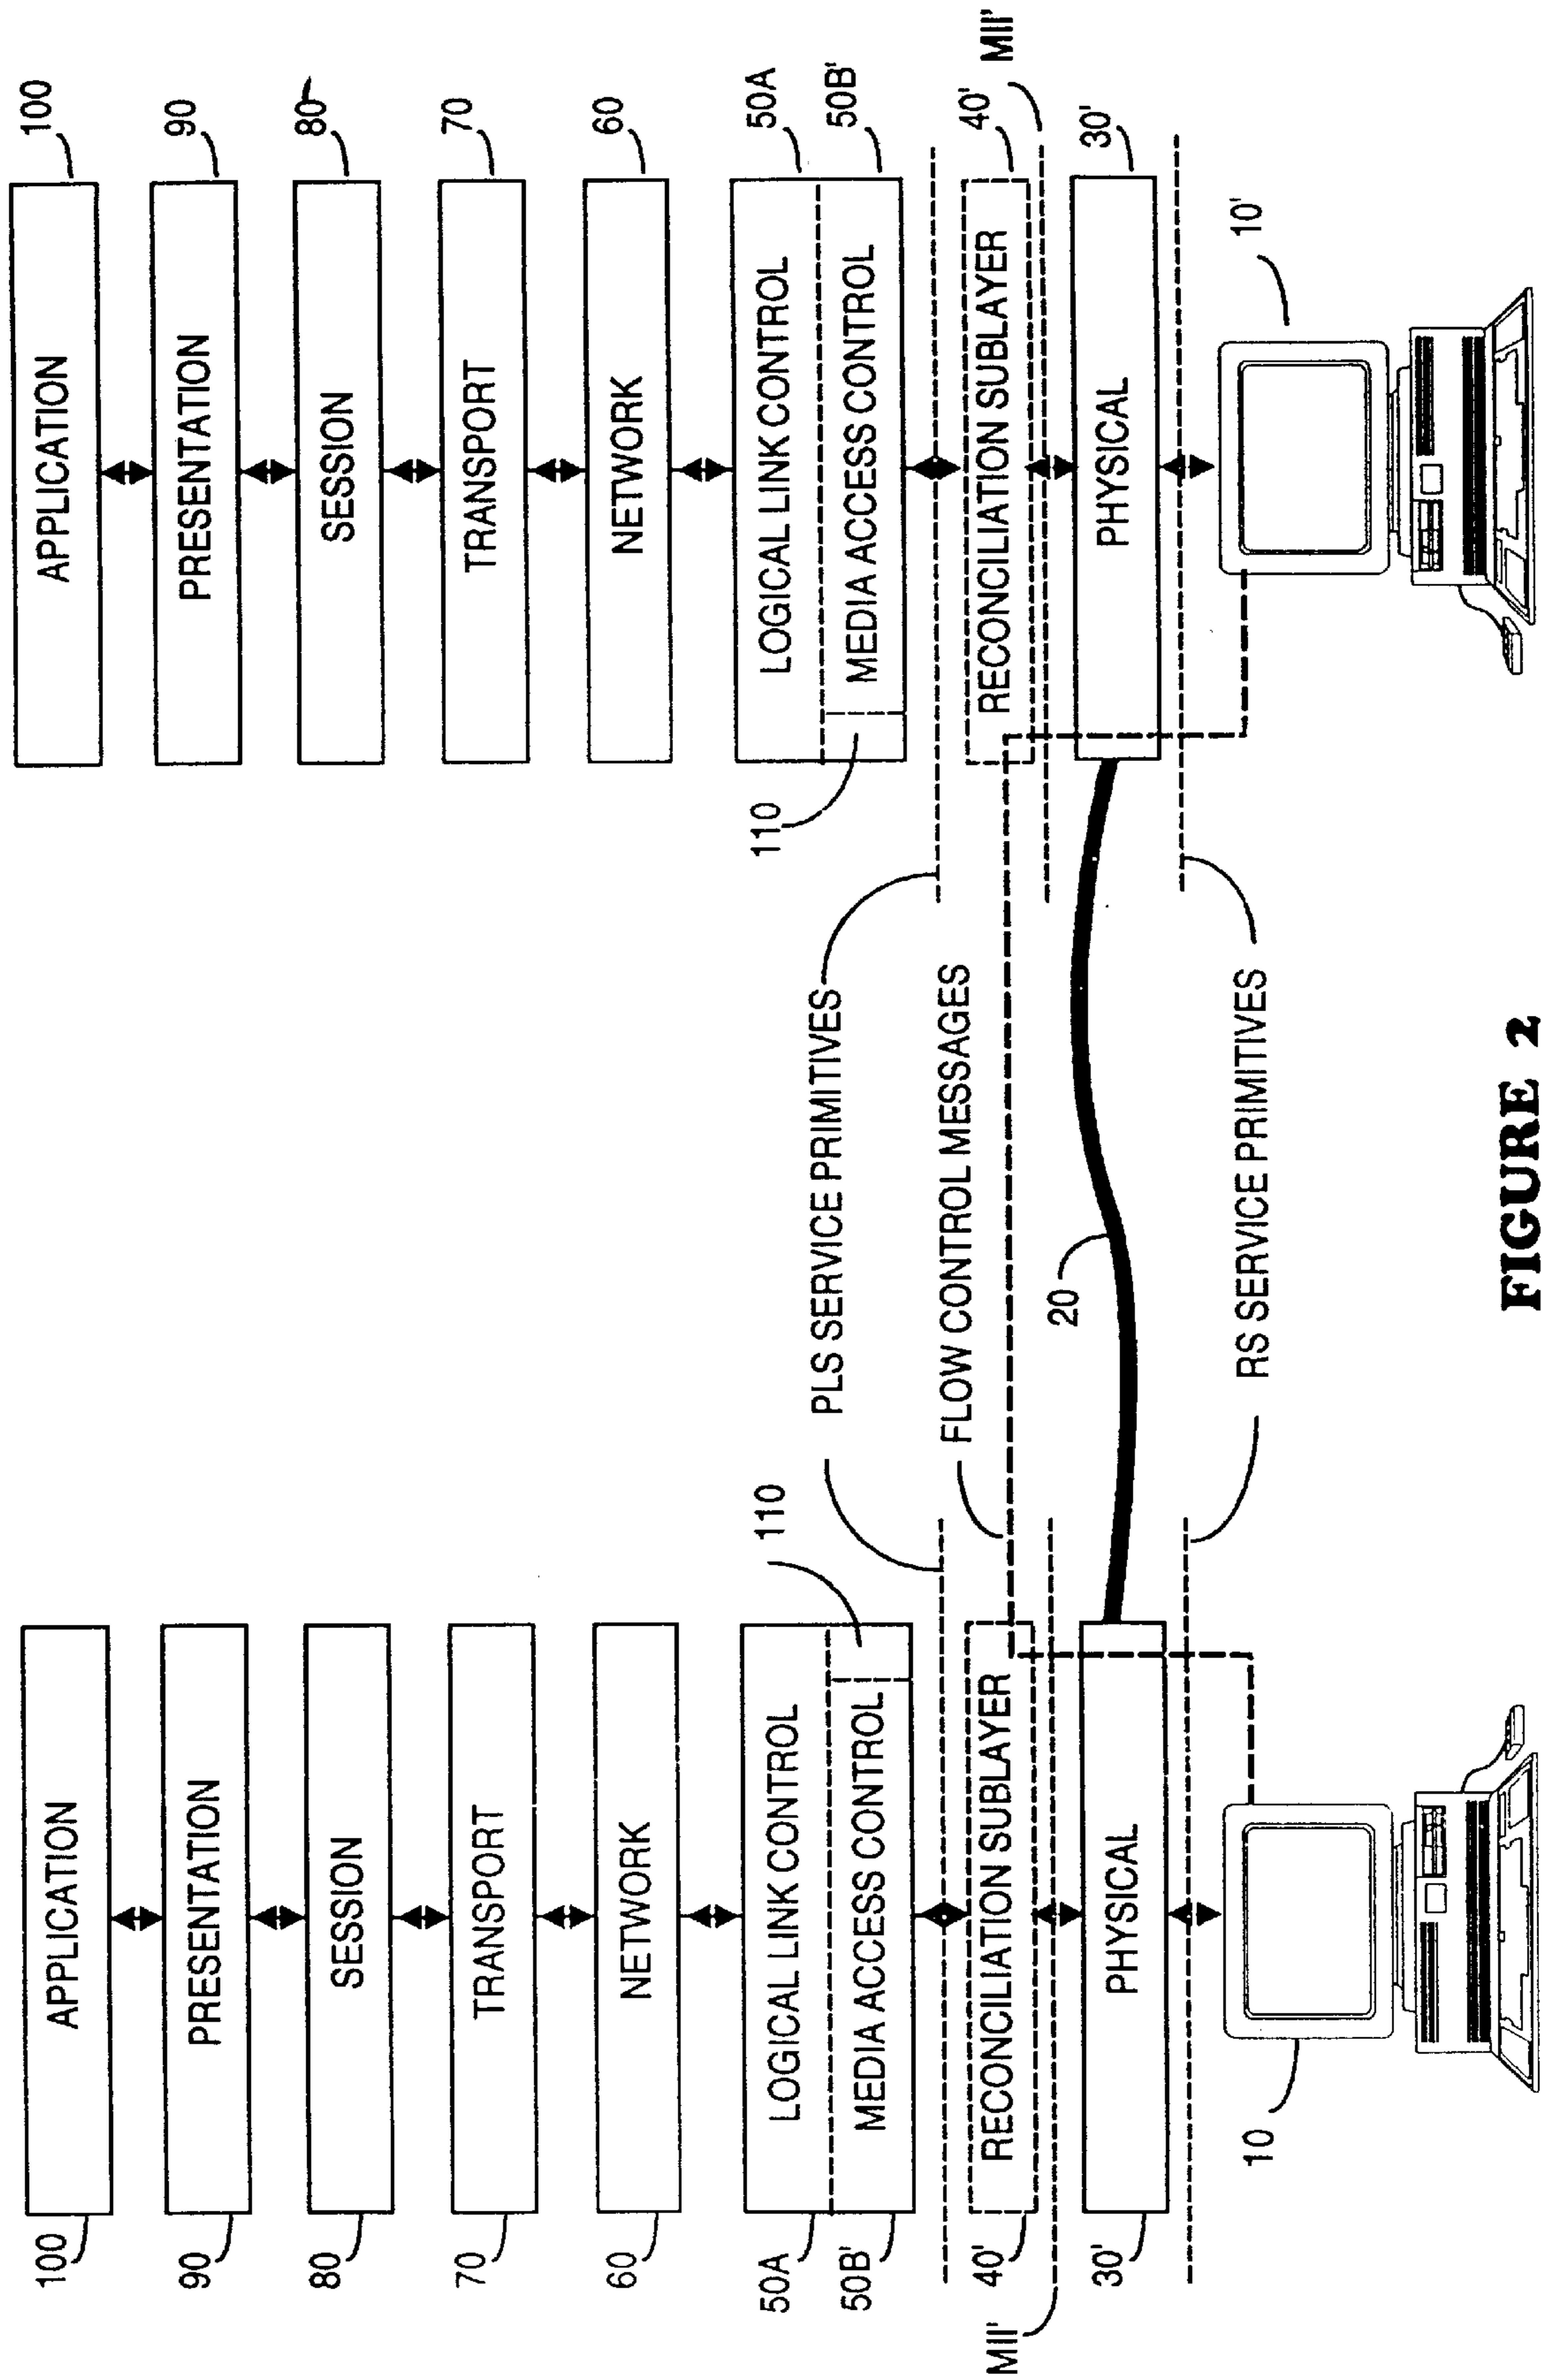 100
APPLICATION
APPLICATION
100
90
PRESENTATION
PRESENTATION
90
80
SESSION
SESSION
80
70
TRANSPORT
TRANSPORT
70
60
NETWORK
NETWORK
60
50A
LOGICAL LINK CONTROL
110
110
LOGICAL LINK CONTROL
50A
50B'
MEDIA ACCESS CONTROL
PLS SERVICE PRIMITIVES
MEDIA ACCESS CONTROL
50B'
40'
RECONCILIATION SUBLAYER
FLOW CONTROL MESSAGES
RECONCILIATION SUBLAYER
40'
MII'
MII'
30'
PHYSICAL
20
PHYSICAL
30'
10
RS SERVICE PRIMITIVES
10'
FIGURE 2